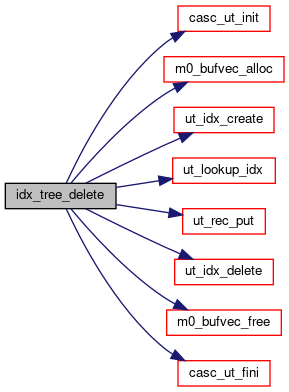 casc_ut_init
m0_bufvec_alloc
ut_idx_create
ut_lookup_idx
idx_tree_delete
ut_rec_put
ut_idx_delete
m0_bufvec_free
casc_ut_fini